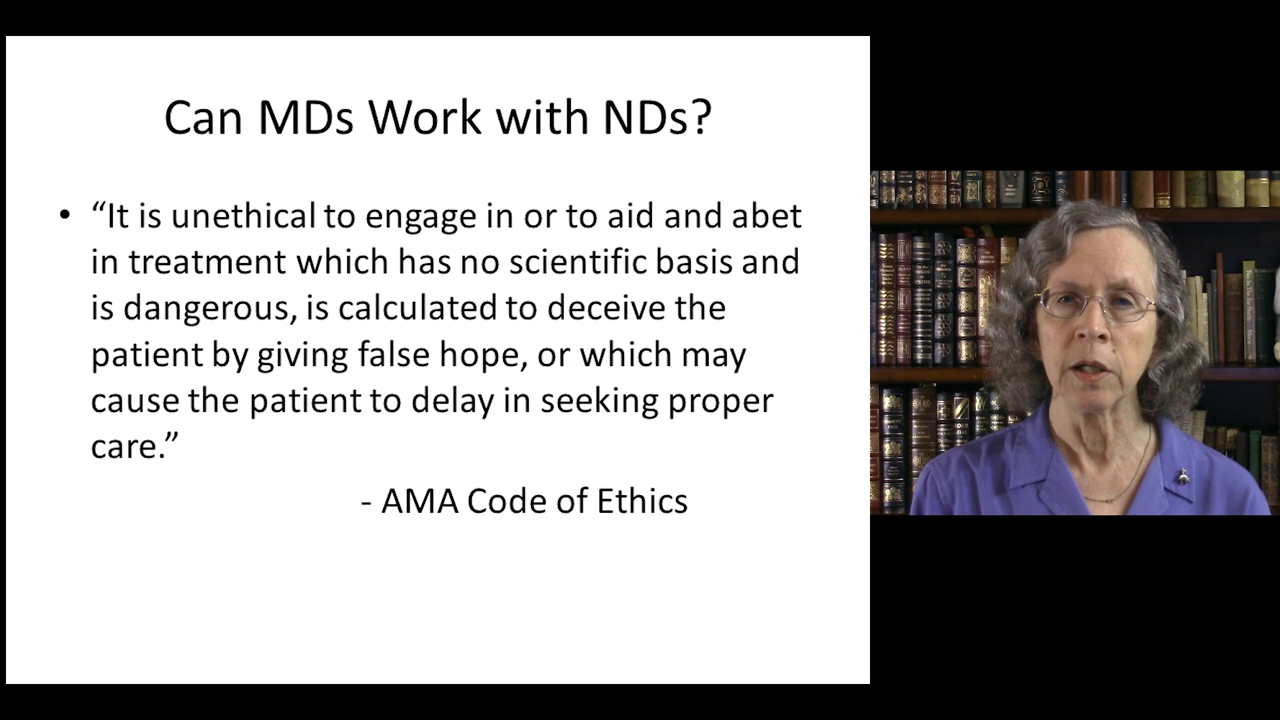 Can MDs Work with NDs?
• “It is unethical to engage in or to aid and abet
in treatment which has no scientific basis and
is dangerous, is calculated to deceive the
patient by giving false hope, or which may
cause the patient to delay in seeking proper
care.”
- AMA Code of Ethics